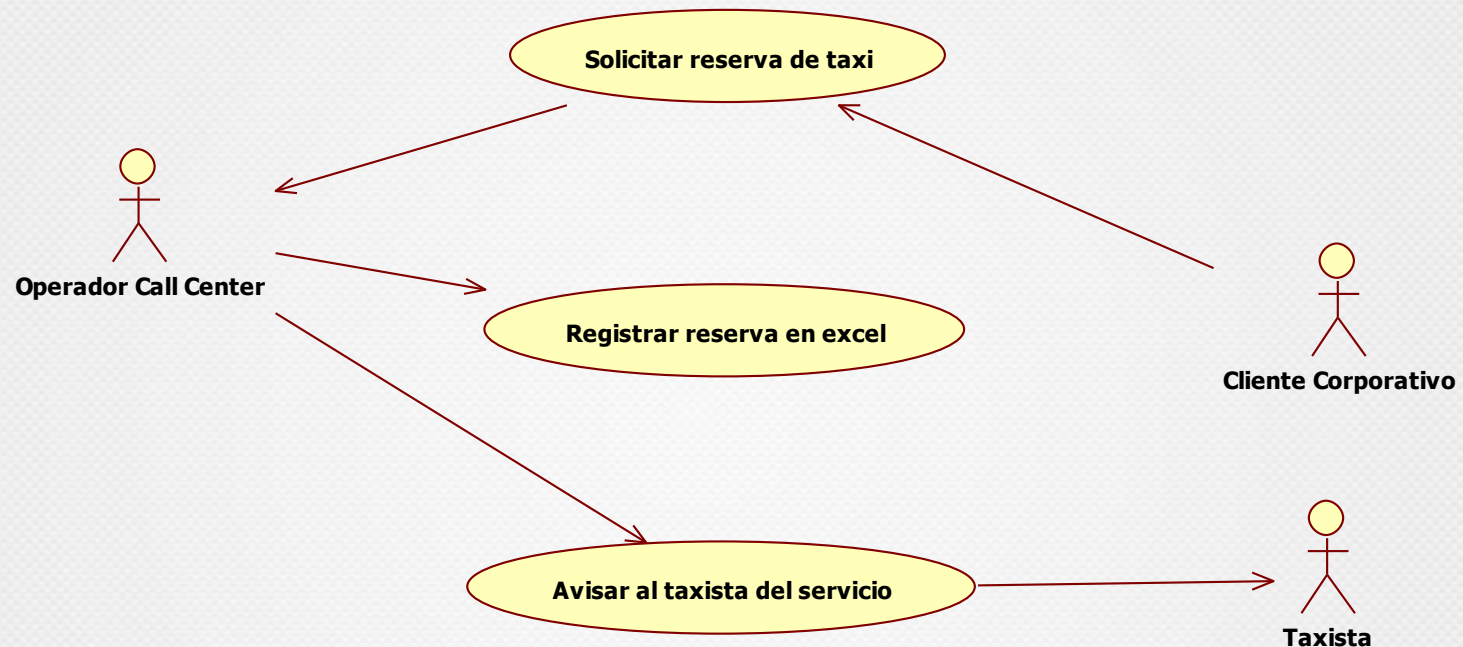 Solicitar reserva de taxi
Operador Call Center
Registrar reserva en excel
Cliente Corporativo
Avisar al taxista del servicio
Taxista